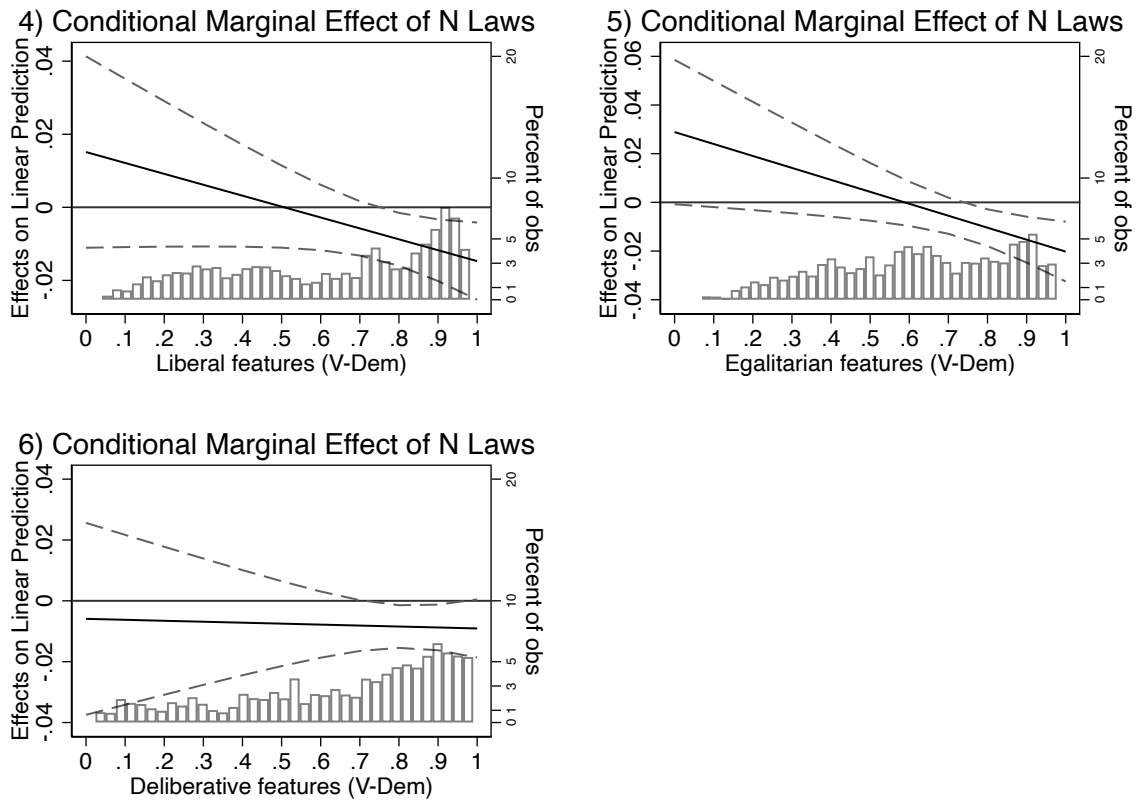 4) Conditional Marginal Effect of N Laws
Effects on Linear Prediction
.04
.02
0
-.02
20
10
5
3
1
0
Percent of obs
0 .1 .2 .3 .4 .5 .6 .7 .8 .9 1
Liberal features (V-Dem)
5) Conditional Marginal Effect of N Laws
Effects on Linear Prediction
.06
.04
.02
0
-.02
-.04
20
10
5
3
1
0
Percent of obs
0 .1 .2 .3 .4 .5 .6 .7 .8 .9 1
Egalitarian features (V-Dem)
6) Conditional Marginal Effect of N Laws
Effects on Linear Prediction
.04
.02
0
-.02
-.04
20
10
5
3
1
0
Percent of obs
0 .1 .2 .3 .4 .5 .6 .7 .8 .9 1
Deliberative features (V-Dem)